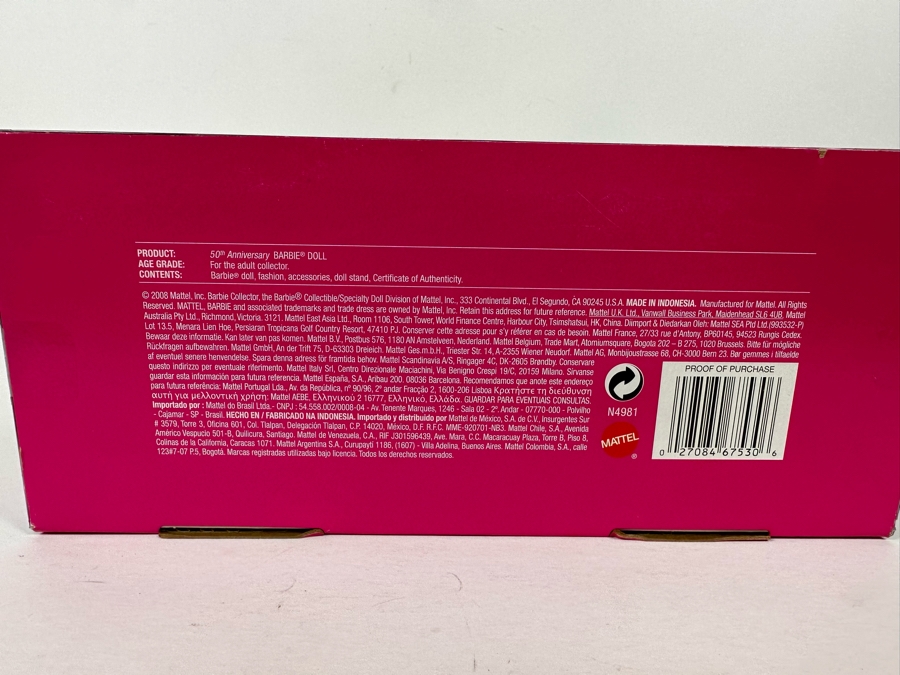 PRODUCT: 50th Anniversary BARBIE® DOLL
AGE GRADE: For the adult collector.
CONTENTS: Barbie® doll, fashion, accessories, doll stand, Certificate of Authenticity.
© 2008 Mattel, Inc. Barbie Collector, the Barbie® Collectible/Specialty Doll Division of Mattel, Inc., 333 Continental Blvd., El Segundo, CA 90245 U.S.A. MADE IN INDONESIA. Manufactured for Mattel. All Rights
Reserved. MATTEL, BARBIE and associated trademarks and trade dress are owned by Mattel, Inc. Retain this address for future reference. Mattel U.K. Ltd., Vanwall Business Park, Maidenhead SL6 4UB. Mattel
Australia Pty Ltd., Richmond, Victoria. 3121. Mattel East Asia Ltd., Room 1106, South Tower, World Finance Centre, Harbour City, Tsimshatsui, HK, China. Diimport & Diedarkan Oleh: Mattel SEA Ptd Ltd.(993532-P)
Lot 13.5, Menara Lien Hoe, Persiaran Tropicana Golf Country Resort, 47410 PJ. Conserver cette adresse pour s'y référer en cas de besoin. Mattel France, 27/33 rue d'Antony, BP60145, 94523 Rungis Cedex.
Bewaar deze informatie. Kan later van pas komen. Mattel B.V., Postbus 576, 1180 AN Amstelveen, Nederland. Mattel Belgium, Trade Mart, Atomiumsquare, Bogota 202 – B 275, 1020 Brussels. Bitte für mögliche
Rückfragen aufbewahren. Mattel GmbH, An der Trift 75, D-63303 Dreieich. Mattel Ges.m.b.H., Triester Str. 14, A-2355 Wiener Neudorf. Mattel AG, Monbijoustrasse 68, CH-3000 Bern 23. Bør gemmes i tilfælde
af eventuel senere henvendelse. Spara denna adress för framtida behov. Mattel Scandinavia A/S, Ringager 4C, DK-2605 Brøndby. Conservare
questo indirizzo per eventuale riferimento. Mattel Italy Srl, Centro Direzionale Maciachini, Via Benigno Crespi 19/C, 20159 Milano. Sírvanse
guardar esta información para futura referencia. Mattel España, S.A., Aribau 200. 08036 Barcelona. Recomendamos que anote este endereço
para futura referência: Mattel Portugal Lda., Av. da República, nº 90/96, 2º andar Fracção 2, 1600-206 Lisboa Κρατήστε τη διεύθυνση
αυτή για μελλοντική χρήση: Mattel AEBE, Ελληνικού 2 16777, Ελληνικό, Ελλάδα. GUARDAR PARA EVENTUAIS CONSULTAS.
Importado por : Mattel do Brasil Ltda.- CNPJ : 54.558.002/0008-04 - Av. Tenente Marques, 1246 - Sala 02 - 2º. Andar - 07770-000 - Polvilho
- Cajamar - SP - Brasil. HECHO EN / FABRICADO NA INDONESIA. Importado y distribuido por Mattel de México, S.A. de C.V., Insurgentes Sur
# 3579, Torre 3, Oficina 601, Col. Tlalpan, Delegación Tlalpan, C.P. 14020, México, D.F. R.F.C. MME-920701-NB3. Mattel Chile, S.A., Avenida
Américo Vespucio 501-B, Quilicura, Santiago. Mattel de Venezuela, C.A., RIF J301596439, Ave. Mara, C.C. Macaracuay Plaza, Torre B, Piso 8,
Colinas de la California, Caracas 1071. Mattel Argentina S.A., Curupaytí 1186, (1607) - Villa Adelina, Buenos Aires. Mattel Colombia, S.A., calle
123#7-07 P.5, Bogotá. Marcas registradas utilizadas bajo licencia. Todos los derechos reservados.
N4981
MATTEL
®
PROOF OF PURCHASE
0 27084 67530 6